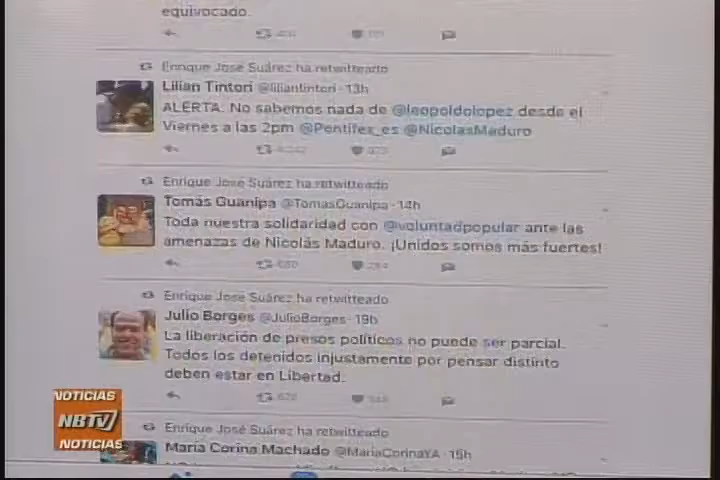 equivocado.
Enrique José Suárez ha retwitteado
Lilian Tintori @liliantintori · 13h
ALERTA. No sabemos nada de @leopoldolopez desde el
Viernes a las 2pm @Pontifex_es @NicolasMaduro
Enrique José Suárez ha retwitteado
Tomás Guanipa @TomasGuanipa · 14h
Toda nuestra solidaridad con @voluntadpopular ante las
amenazas de Nicolás Maduro. ¡Unidos somos más fuertes!
Enrique José Suárez ha retwitteado
Julio Borges @JulioBorges · 19h
La liberación de presos políticos no puede ser parcial.
Todos los detenidos injustamente por pensar distinto
deben estar en Libertad.
Enrique José Suárez ha retwitteado
María Corina Machado @MariaCorinaYA · 15h
NOTICIAS
NBTV
NOTICIAS